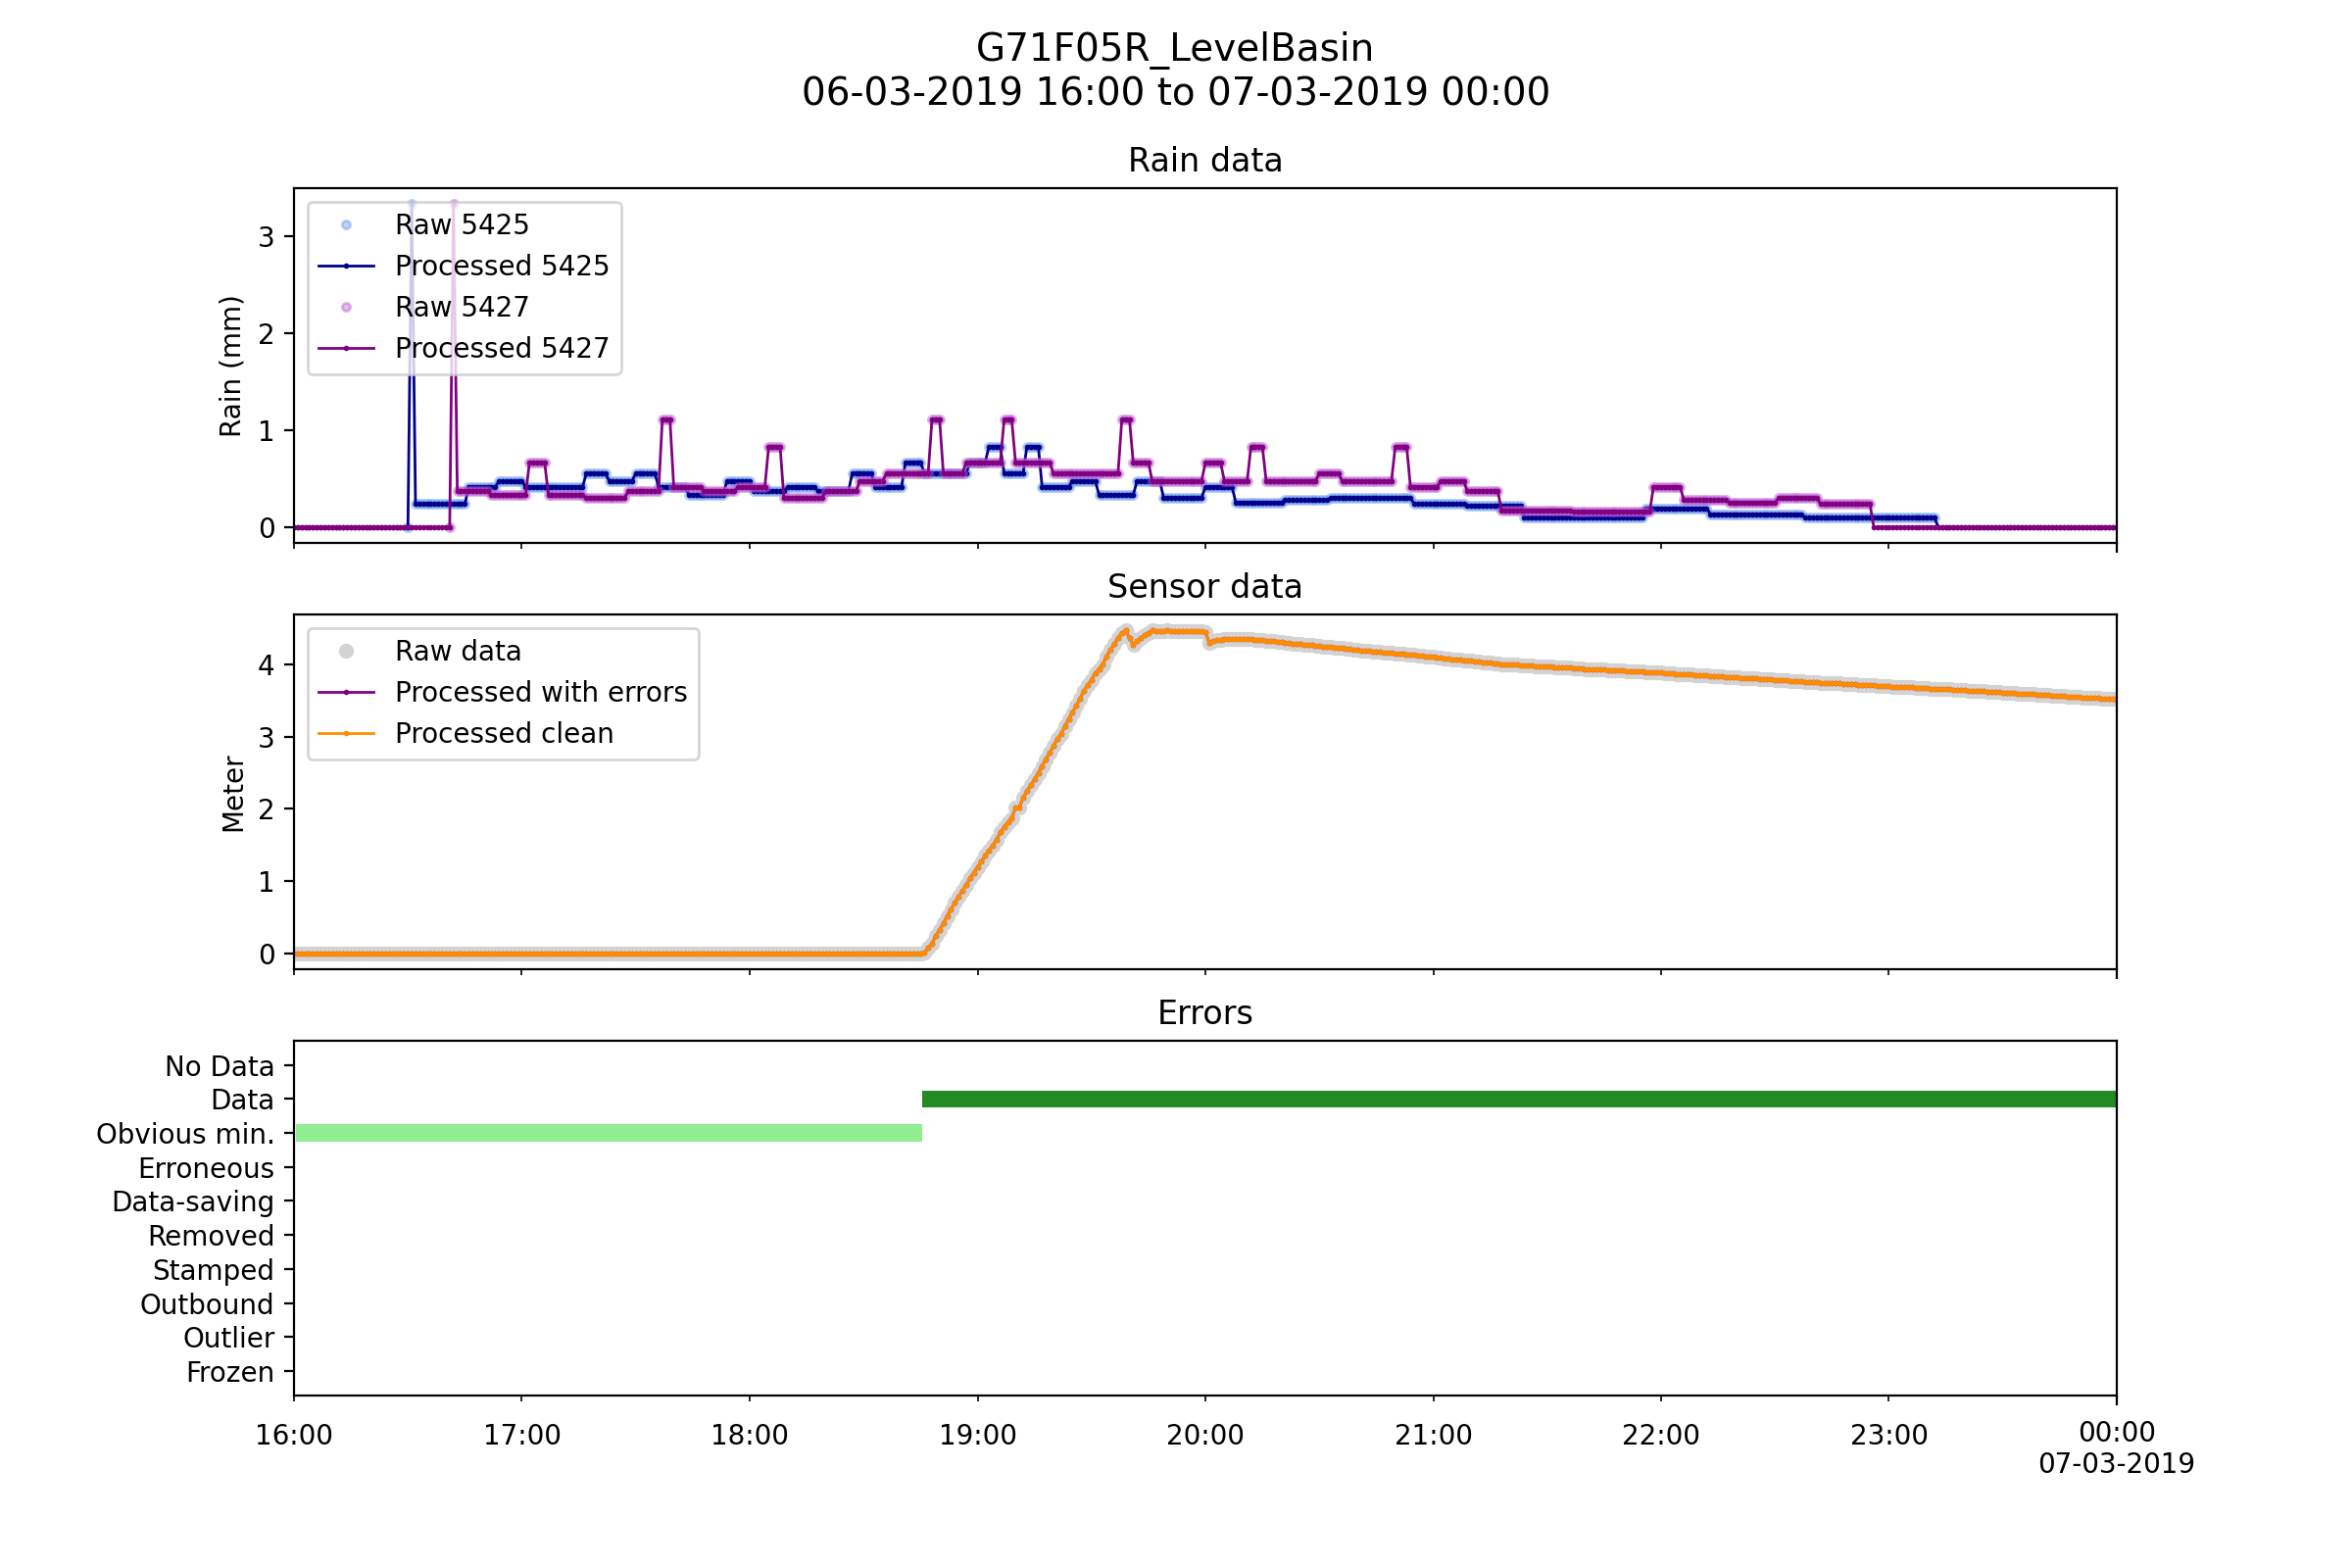 G71F05R_LevelBasin
06-03-2019 16:00 to 07-03-2019 00:00
Rain data
Rain (mm)
3
2
1
0
Raw 5425
Processed 5425
Raw 5427
Processed 5427
Sensor data
Meter
4
3
2
1
0
Raw data
Processed with errors
Processed clean
Errors
No Data
Data
Obvious min.
Erroneous
Data-saving
Removed
Stamped
Outbound
Outlier
Frozen
16:00 17:00 18:00 19:00 20:00 21:00 22:00 23:00 00:00
07-03-2019